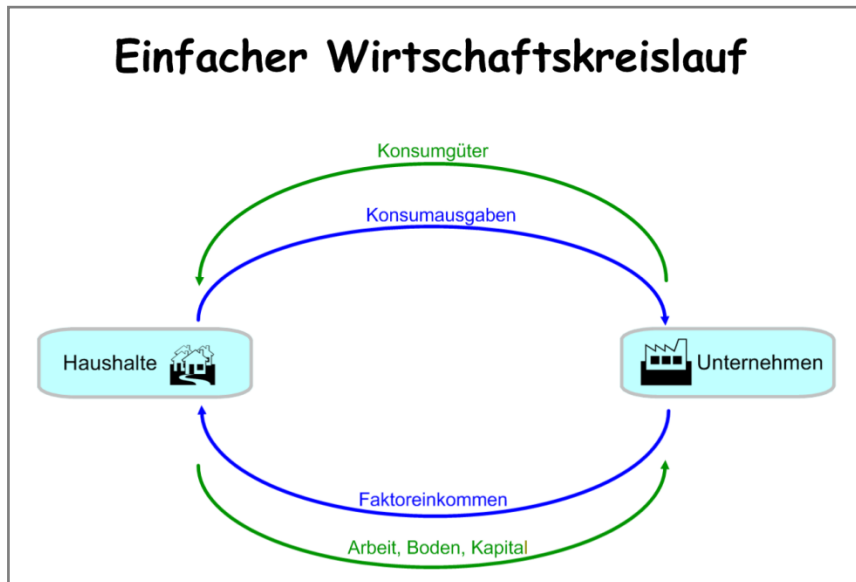 Einfacher Wirtschaftskreislauf
Konsumgüter
Konsumausgaben
Haushalte
Unternehmen
Faktoreinkommen
Arbeit, Boden, Kapital